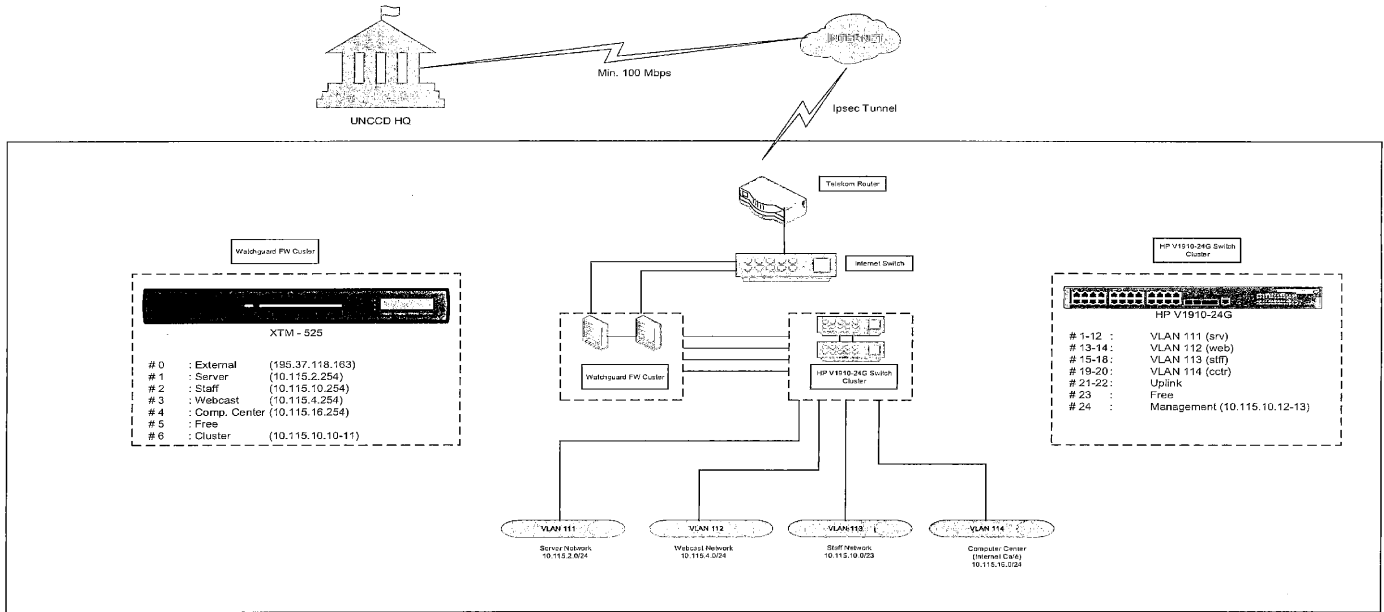 INTERNET
Min. 100 Mbps
UNCCD HQ
Ipsec Tunnel
Telekom Router
Watchguard FW Custer
Internet Switch
HP V1910-24G Switch
Cluster
XTM - 525
# 0 : External (195.37.118.163)
# 1 : Server (10.115.2.254)
# 2 : Staff (10.115.10.254)
# 3 : Webcast (10.115.4.254)
# 4 : Comp. Center (10.115.16.254)
# 5 : Free
# 6 : Cluster (10.115.10.10-11)
Watchguard FW Custer
HP V1910-24G Switch
Cluster
HP V1910-24G
# 1-12 : VLAN 111 (srv)
# 13-14 : VLAN 112 (web)
# 15-18: VLAN 113 (stff)
# 19-20: VLAN 114 (cctr)
# 21-22: Uplink
# 23 : Free
# 24 : Management (10.115.10.12-13)
VLAN 111
Server Network
10.115.2.0/24
VLAN 112
Webcast Network
10.115.4.0/24
VLAN 113
Staff Network
10.115.10.0/23
VLAN 114
Computer Center
(Internet Café)
10.115.16.0/24